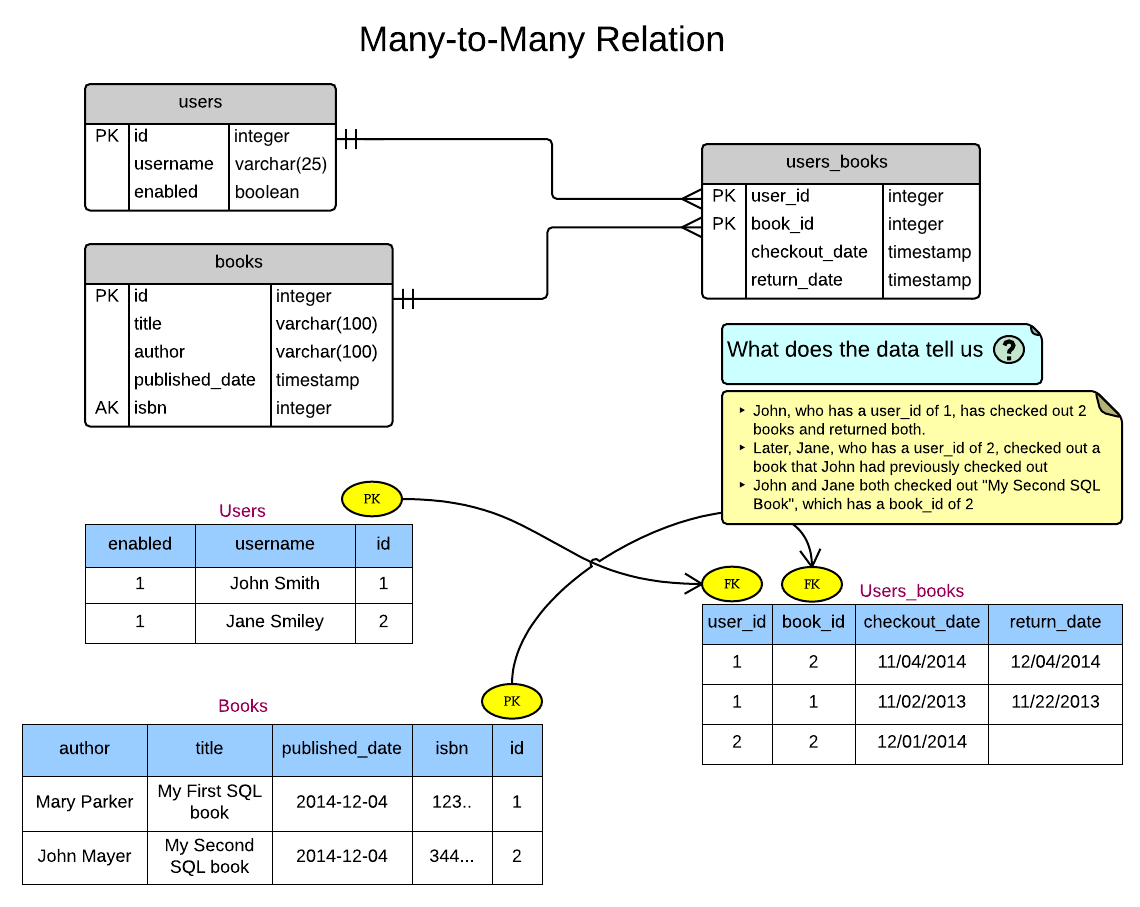 Many-to-Many Relation
users
PK id integer
username varchar(25)
enabled boolean
users_books
PK user_id integer
PK book_id integer
checkout_date timestamp
return_date timestamp
books
PK id integer
title varchar(100)
author varchar(100)
published_date timestamp
AK isbn integer
What does the data tell us ?
‣ John, who has a user_id of 1, has checked out 2
books and returned both.
‣ Later, Jane, who has a user_id of 2, checked out a
book that John had previously checked out
‣ John and Jane both checked out "My Second SQL
Book", which has a book_id of 2
PK
Users
enabled username id
1 John Smith 1
1 Jane Smiley 2
FK FK
Users_books
user_id book_id checkout_date return_date
1 2 11/04/2014 12/04/2014
1 1 11/02/2013 11/22/2013
2 2 12/01/2014
PK
Books
author title published_date isbn id
Mary Parker My First SQL
book 2014-12-04 123.. 1
John Mayer My Second
SQL book 2014-12-04 344... 2